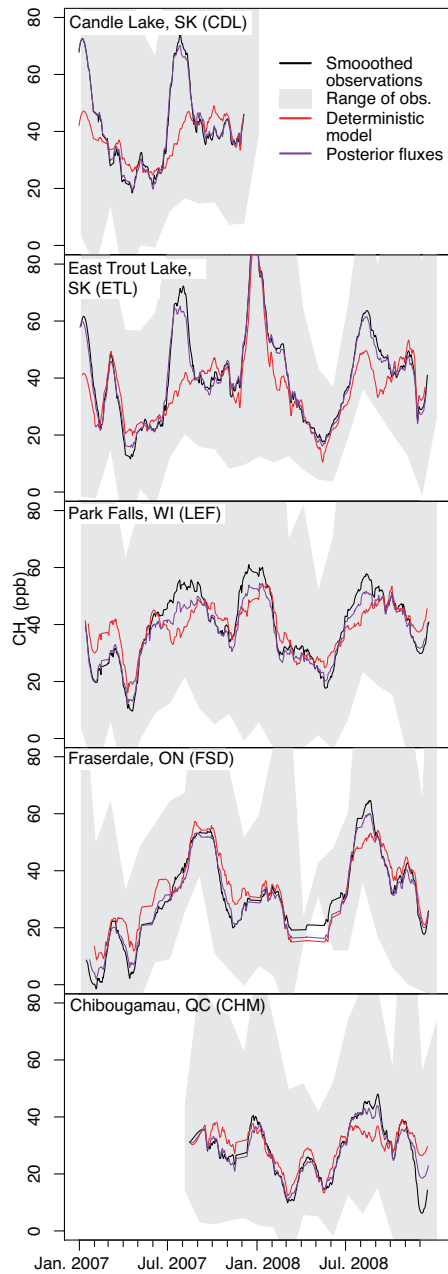 Candle Lake, SK (CDL)
Smooothed
observations
Range of obs.
Deterministic
model
Posterior fluxes
0 20 40 60 80
East Trout Lake,
SK (ETL)
0 20 40 60 80
Park Falls, WI (LEF)
0 20 40 60 80
CH4 (ppb)
Fraserdale, ON (FSD)
0 20 40 60 80
Chibougamau, QC (CHM)
0 20 40 60 80
Jan. 2007 Jul. 2007 Jan. 2008 Jul. 2008